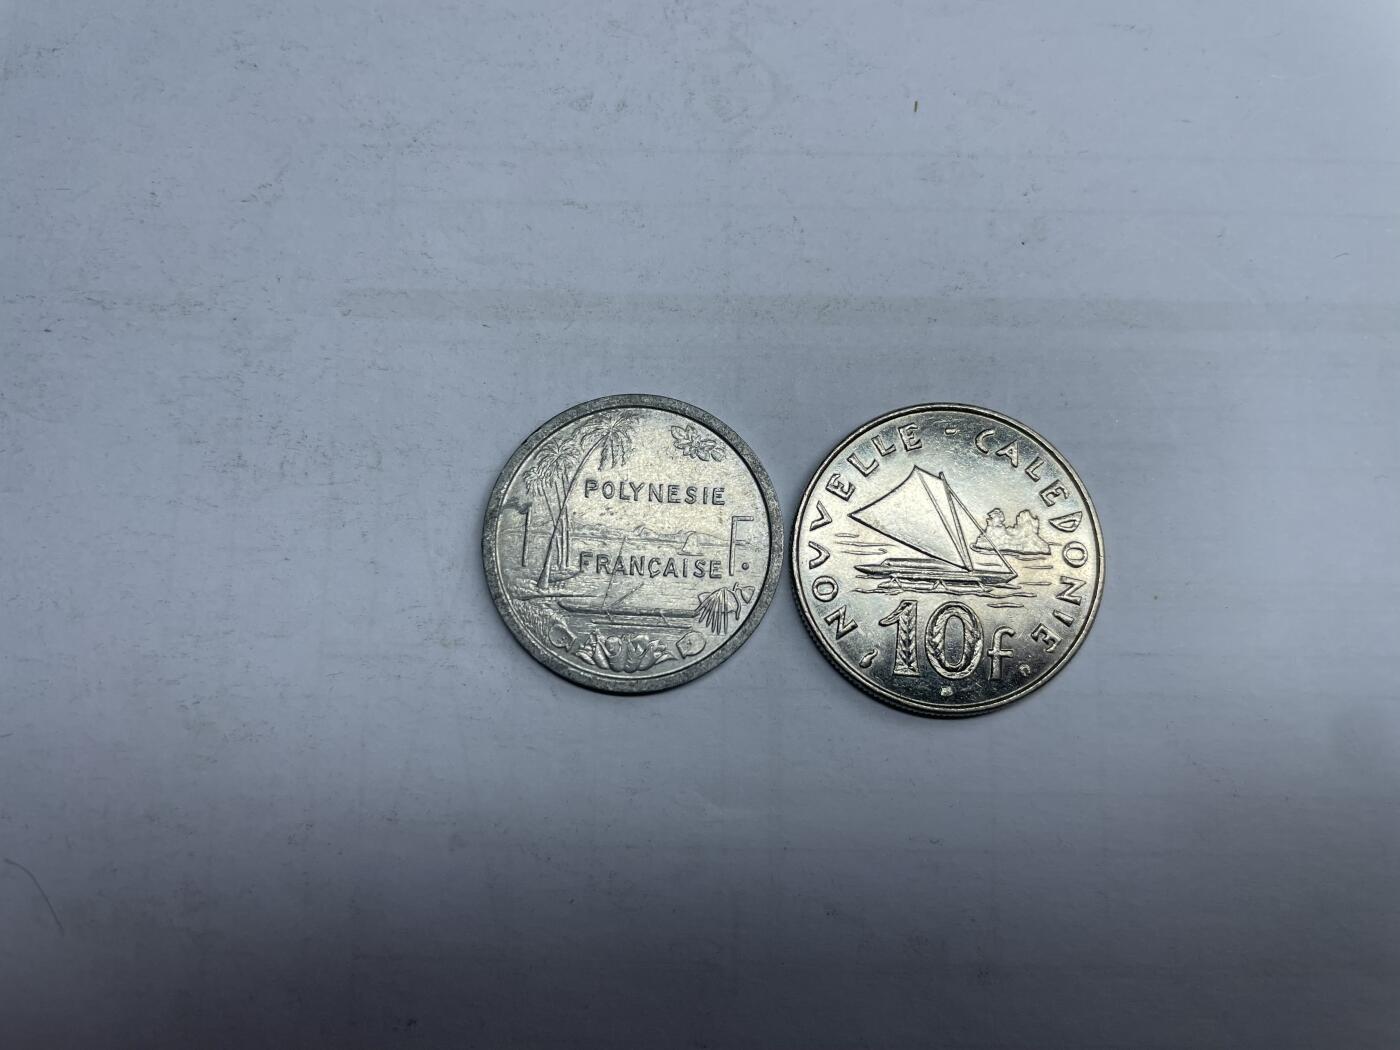 POLYNESIE
1 F.
FRANÇAISE
NOUVELLE-CALEDONIE
10f